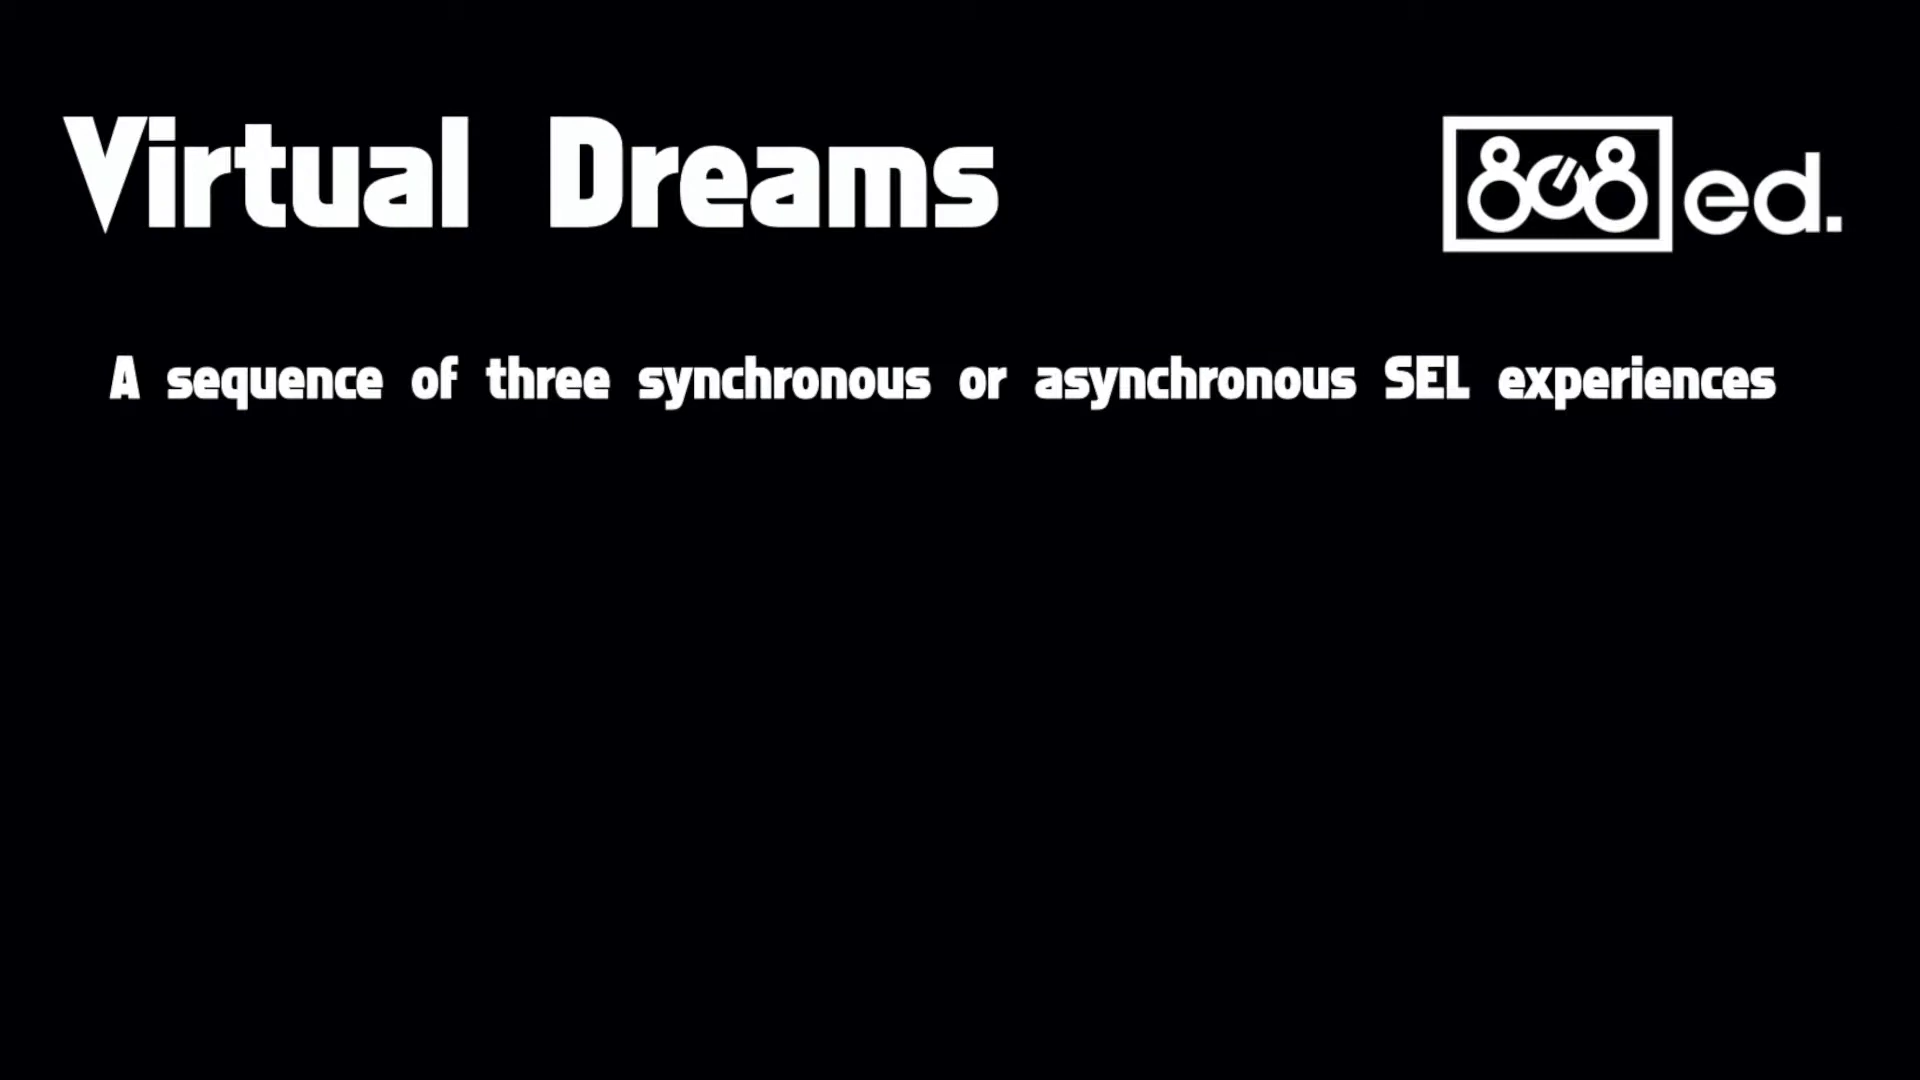 Virtual Dreams
808 ed.
A sequence of three synchronous or asynchronous SEL experiences